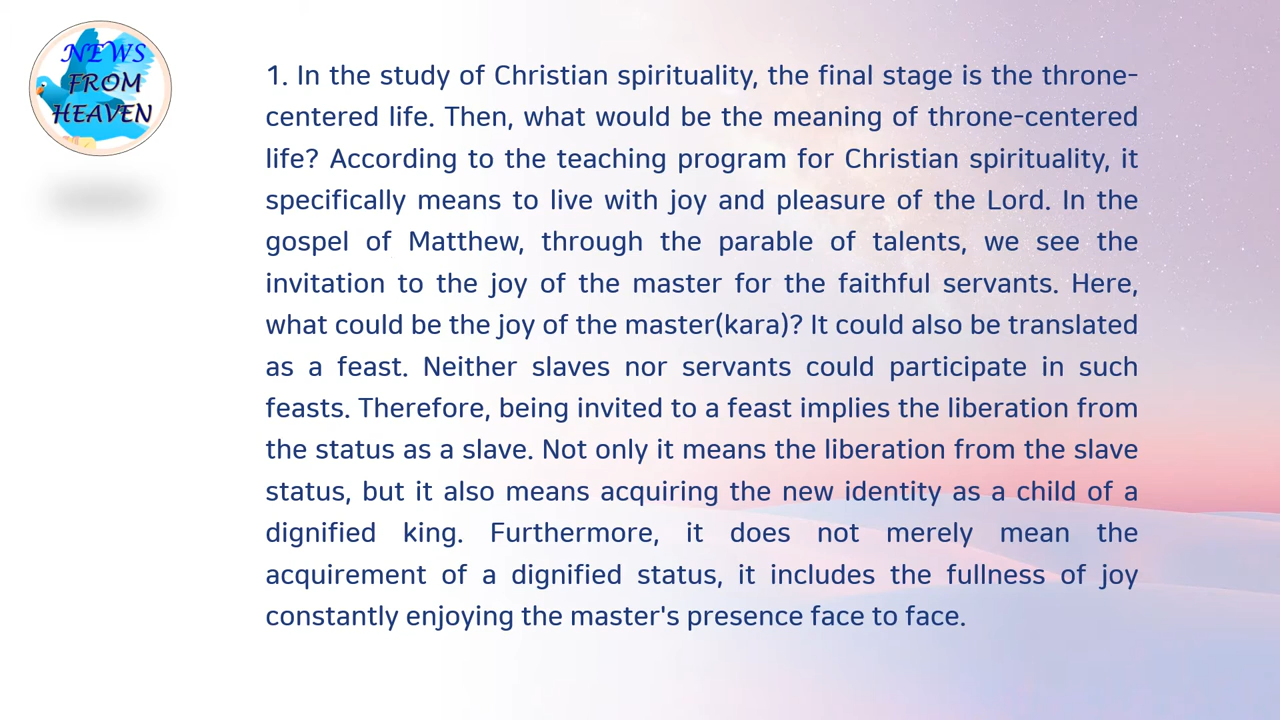 NEWS
FROM
HEAVEN
1. In the study of Christian spirituality, the final stage is the throne-
centered life. Then, what would be the meaning of throne-centered
life? According to the teaching program for Christian spirituality, it
specifically means to live with joy and pleasure of the Lord. In the
gospel of Matthew, through the parable of talents, we see the
invitation to the joy of the master for the faithful servants. Here,
what could be the joy of the master(kara)? It could also be translated
as a feast. Neither slaves nor servants could participate in such
feasts. Therefore, being invited to a feast implies the liberation from
the status as a slave. Not only it means the liberation from the slave
status, but it also means acquiring the new identity as a child of a
dignified king. Furthermore, it does not merely mean the
acquirement of a dignified status, it includes the fullness of joy
constantly enjoying the master's presence face to face.